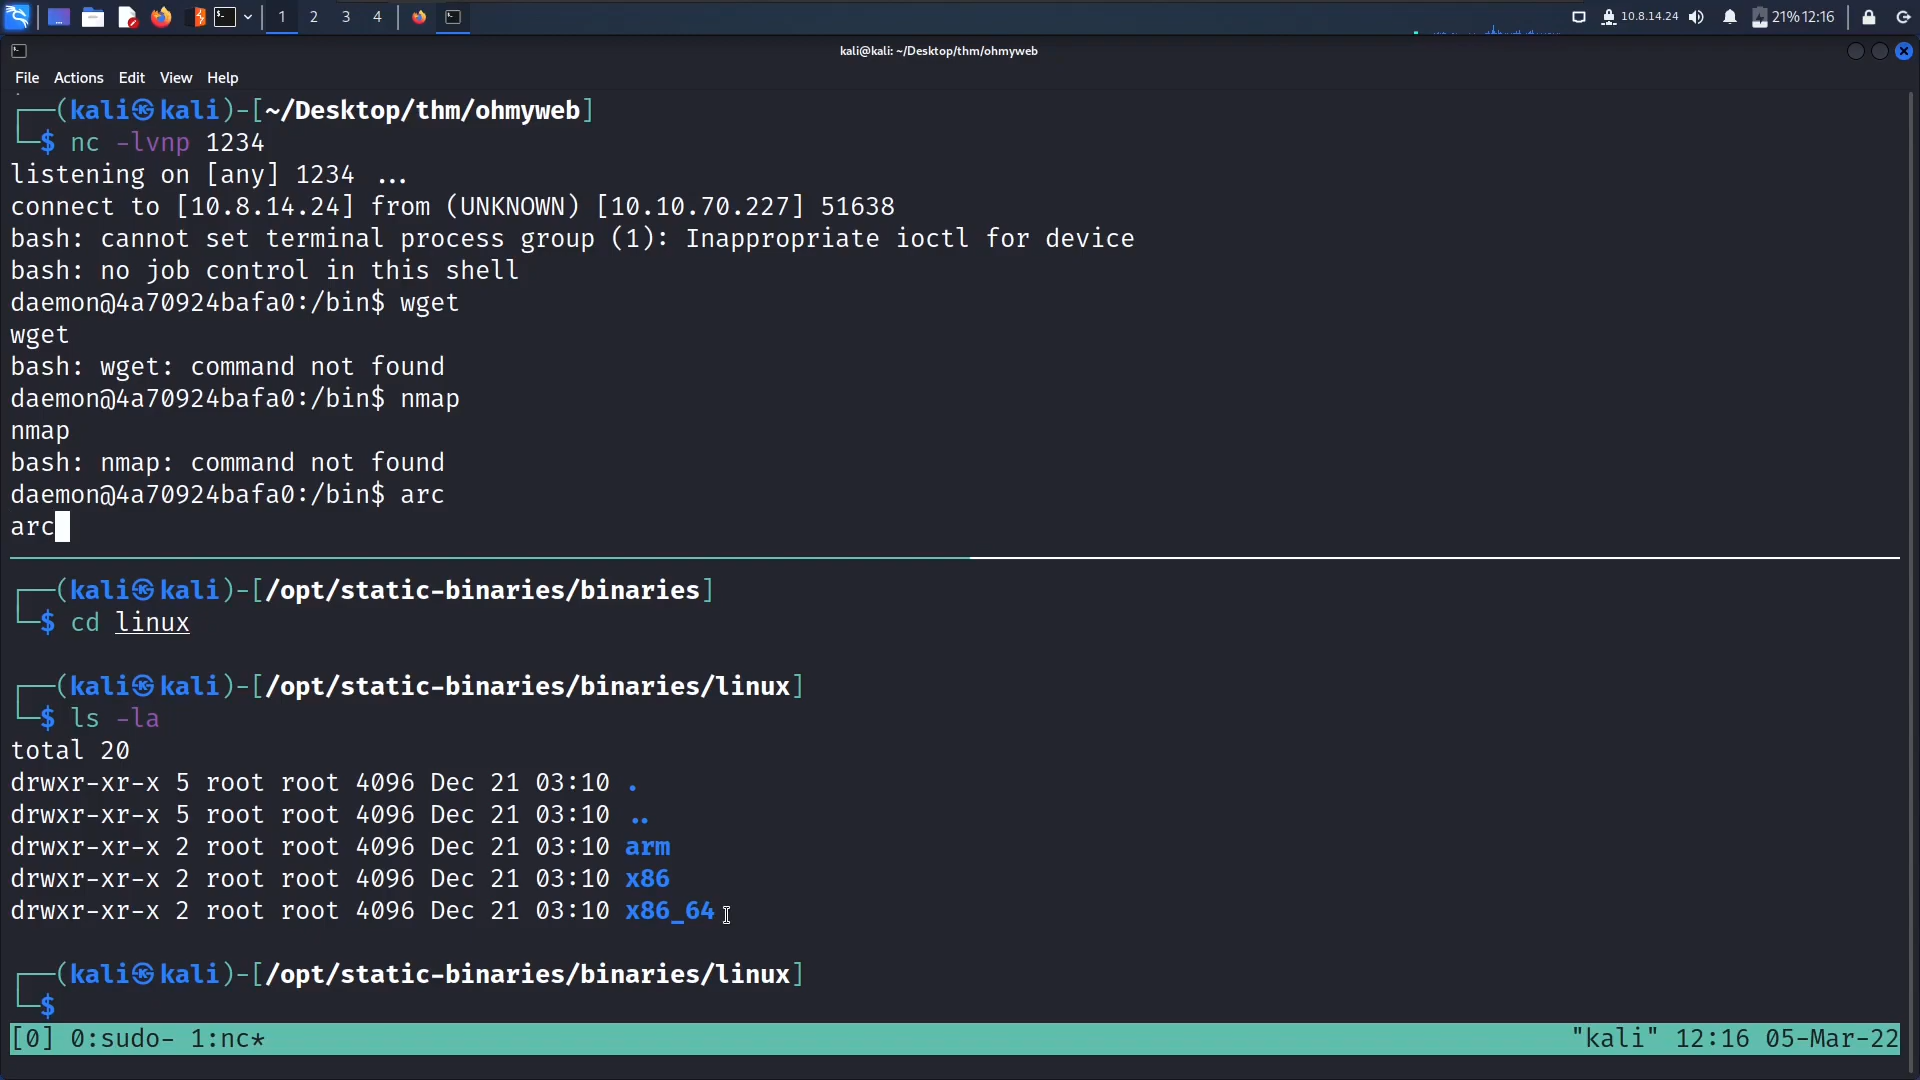 1 2 3 4 10.8.14.24 21% 12:16
kali@kali: ~/Desktop/thm/ohmyweb
File Actions Edit View Help
┌──(kali㉿kali)-[~/Desktop/thm/ohmyweb]
└─$ nc -lvnp 1234
listening on [any] 1234 ...
connect to [10.8.14.24] from (UNKNOWN) [10.10.70.227] 51638
bash: cannot set terminal process group (1): Inappropriate ioctl for device
bash: no job control in this shell
daemon@4a70924bafa0:/bin$ wget
wget
bash: wget: command not found
daemon@4a70924bafa0:/bin$ nmap
nmap
bash: nmap: command not found
daemon@4a70924bafa0:/bin$ arc
arc
┌──(kali㉿kali)-[/opt/static-binaries/binaries]
└─$ cd linux
┌──(kali㉿kali)-[/opt/static-binaries/binaries/linux]
└─$ ls -la
total 20
drwxr-xr-x 5 root root 4096 Dec 21 03:10 .
drwxr-xr-x 5 root root 4096 Dec 21 03:10 ..
drwxr-xr-x 2 root root 4096 Dec 21 03:10 arm
drwxr-xr-x 2 root root 4096 Dec 21 03:10 x86
drwxr-xr-x 2 root root 4096 Dec 21 03:10 x86_64
┌──(kali㉿kali)-[/opt/static-binaries/binaries/linux]
└─$
[0] 0:sudo- 1:nc* "kali" 12:16 05-Mar-22